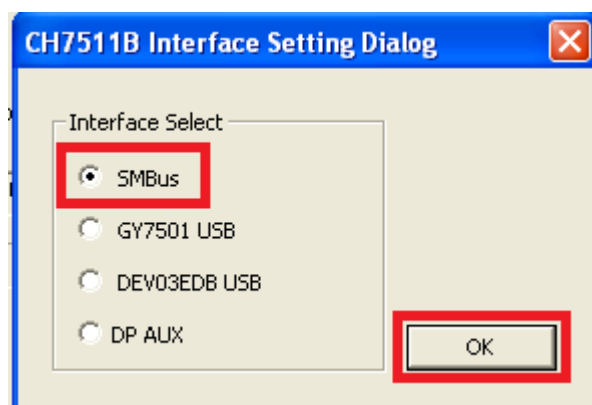 CH7511B Interface Setting Dialog
Interface Select
SMBus
GY7501 USB
DEV03EDB USB
DP AUX
OK